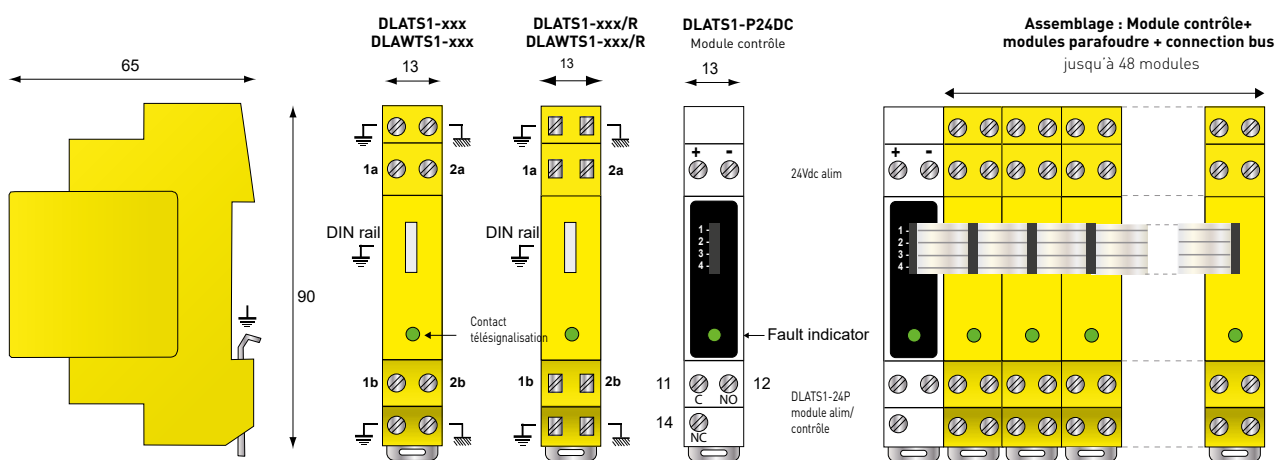 65
90
DLATS1-xxx
DLAWTS1-xxx
13
1a
2a
DIN rail
Contact
télésignalisation
1b
2b
DLATS1-xxx/R
DLAWTS1-xxx/R
13
1a
2a
DIN rail
1b
2b
DLATS1-P24DC
Module contrôle
13
+ -
24Vdc alim
1 -
2 -
3 -
4 -
Fault indicator
11
12
C NO
14
NC
DLATS1-24P
module alim/
contrôle
Assemblage : Module contrôle+
modules parafoudre + connection bus
jusqu'à 48 modules
+ -
1 -
2 -
3 -
4 -